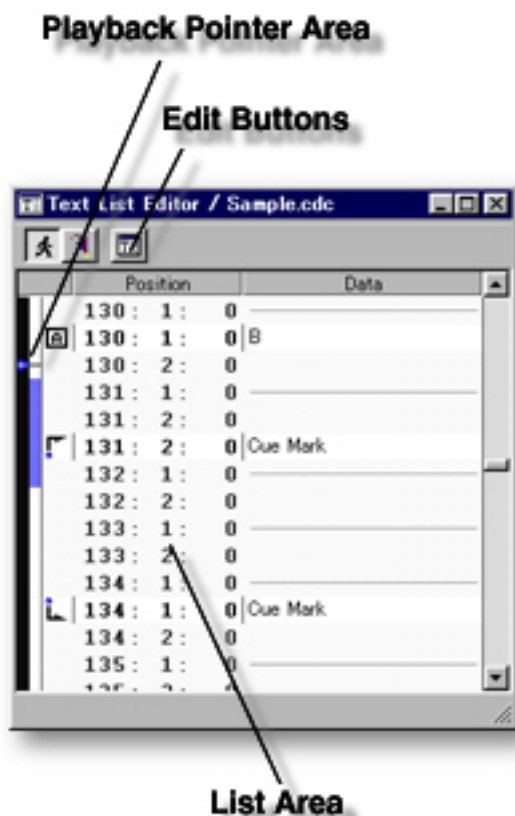 Playback Pointer Area
Edit Buttons
Text List Editor / Sample.cdc
Position Data
130: 1: 0
A 130: 1: 0 B
130: 2: 0
131: 1: 0
131: 2: 0
131: 2: 0 Cue Mark
132: 1: 0
132: 2: 0
133: 1: 0
133: 2: 0
134: 1: 0
134: 1: 0 Cue Mark
134: 2: 0
135: 1: 0
List Area